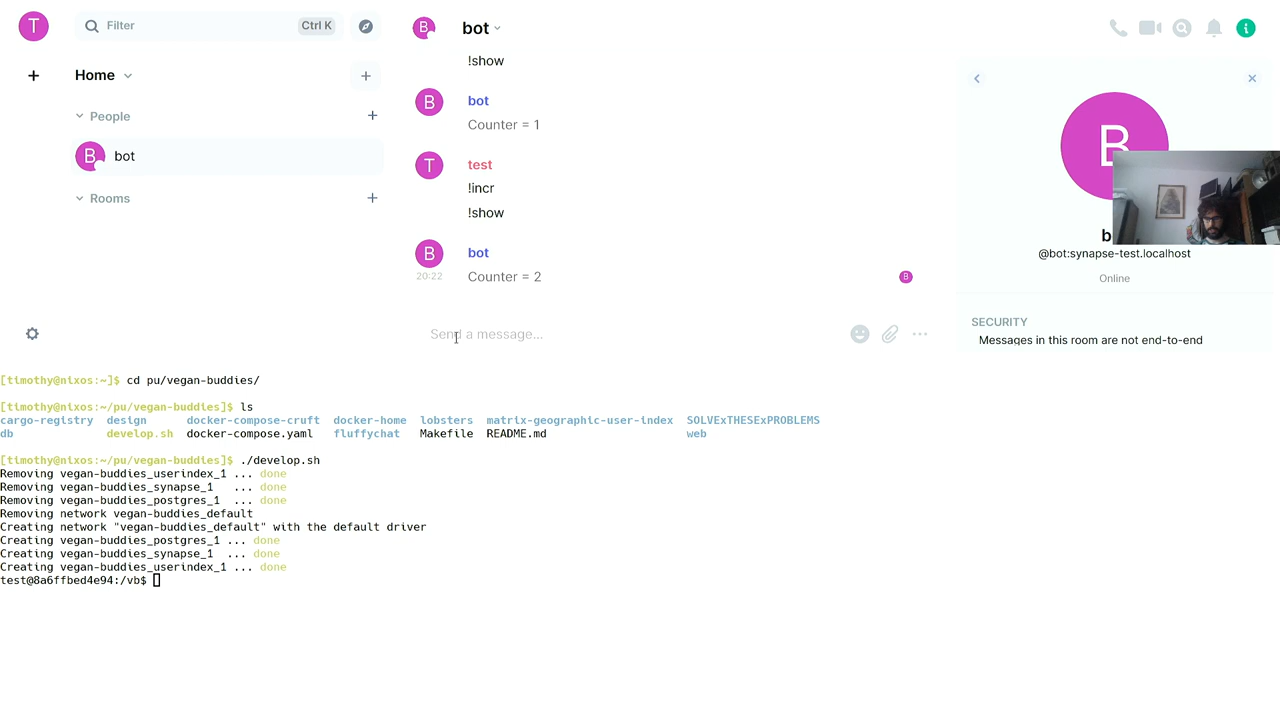 T
Filter
Ctrl K
Home
People
B bot
Rooms
B bot
!show
B bot
Counter = 1
T test
!incr
!show
B bot
20:22 Counter = 2
B
Send a message...
B
b
@bot:synapse-test.localhost
Online
SECURITY
Messages in this room are not end-to-end
[timothy@nixos:~]$ cd pu/vegan-buddies/
[timothy@nixos:~/pu/vegan-buddies]$ ls
cargo-registry design docker-compose-cruft docker-home lobsters matrix-geographic-user-index SOLVExTHESExPROBLEMS
db develop.sh docker-compose.yaml fluffychat Makefile README.md web
[timothy@nixos:~/pu/vegan-buddies]$ ./develop.sh
Removing vegan-buddies_userindex_1 ... done
Removing vegan-buddies_synapse_1 ... done
Removing vegan-buddies_postgres_1 ... done
Removing network vegan-buddies_default
Creating network "vegan-buddies_default" with the default driver
Creating vegan-buddies_postgres_1 ... done
Creating vegan-buddies_synapse_1 ... done
Creating vegan-buddies_userindex_1 ... done
test@8a6ffbed4e94:/vb$